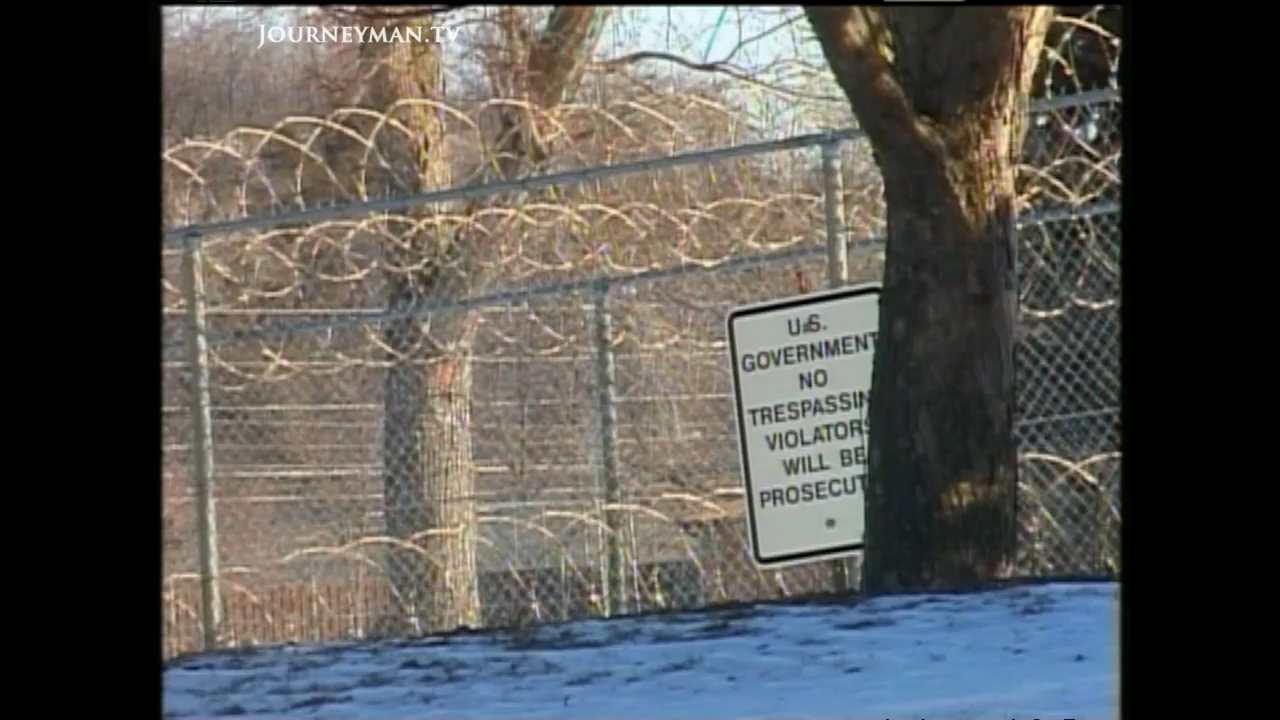 JOURNEYMAN.TV
U.S.
GOVERNMENT
NO
TRESPASSIN
VIOLATORS
WILL BE
PROSECUT